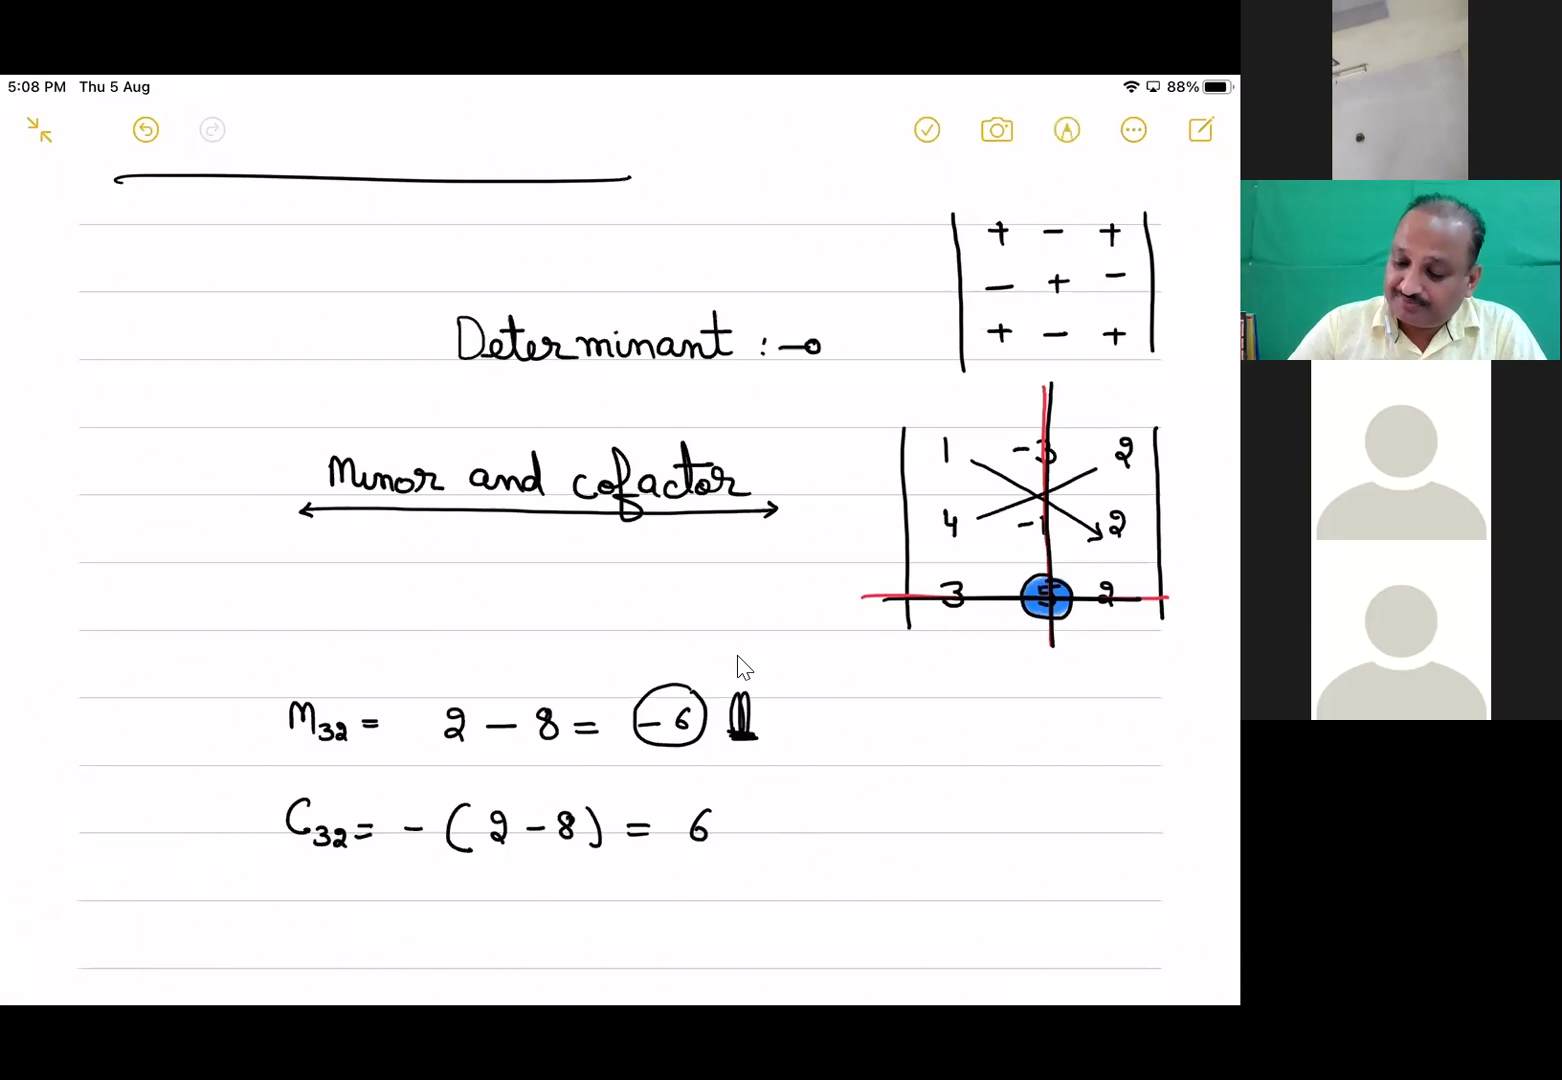 5:08 PM Thu 5 Aug 88%
+ - +
- + -
+ - +
Determinant :-
1 -3 2
Minor and cofactor
4 -1 2
3 5 2
M32 = 2 - 8 = -6
C32 = - (2 - 8) = 6